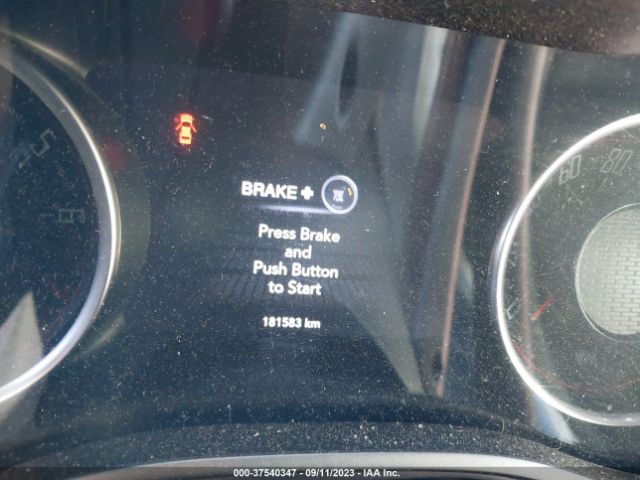 BRAKE +
Press Brake
and
Push Button
to Start
181583 km
000-37540347 - 09/11/2023 - IAA Inc.